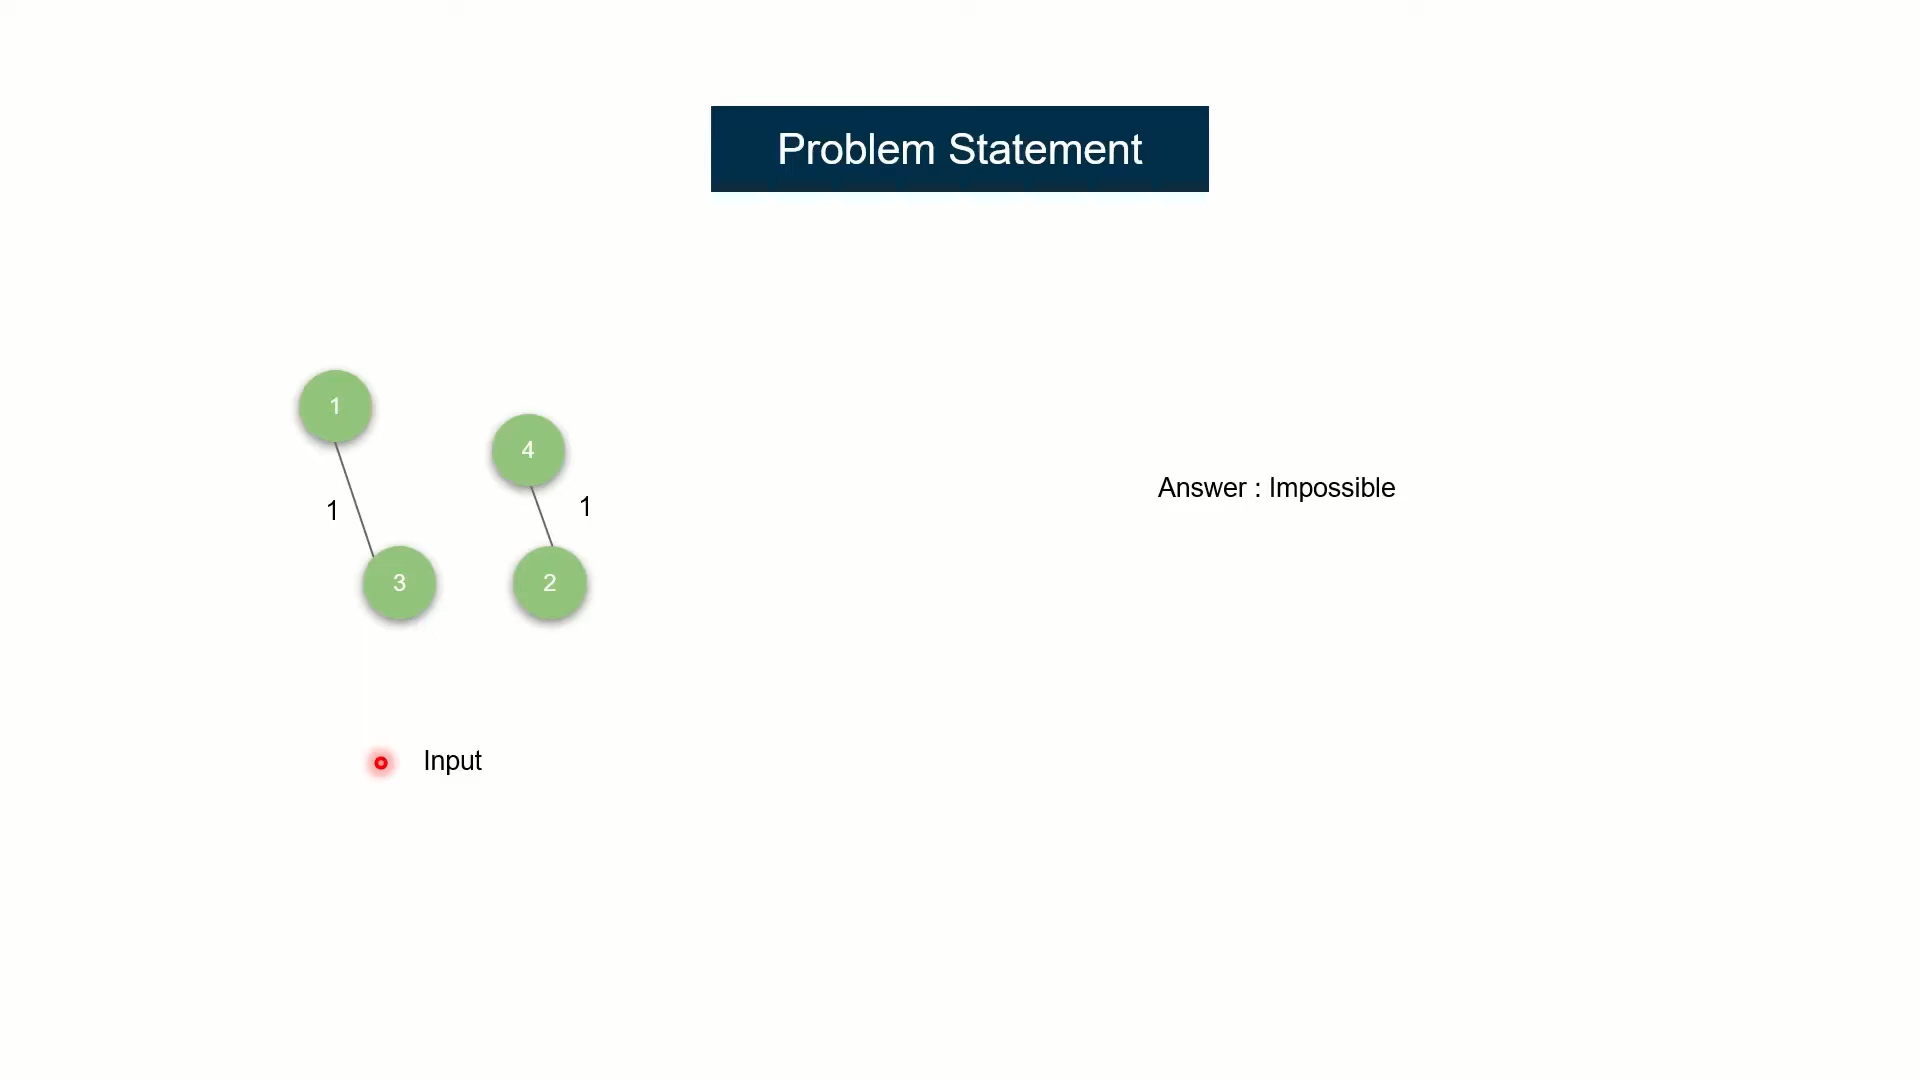 Problem Statement
1
4
1
1
3
2
Answer : Impossible
Input